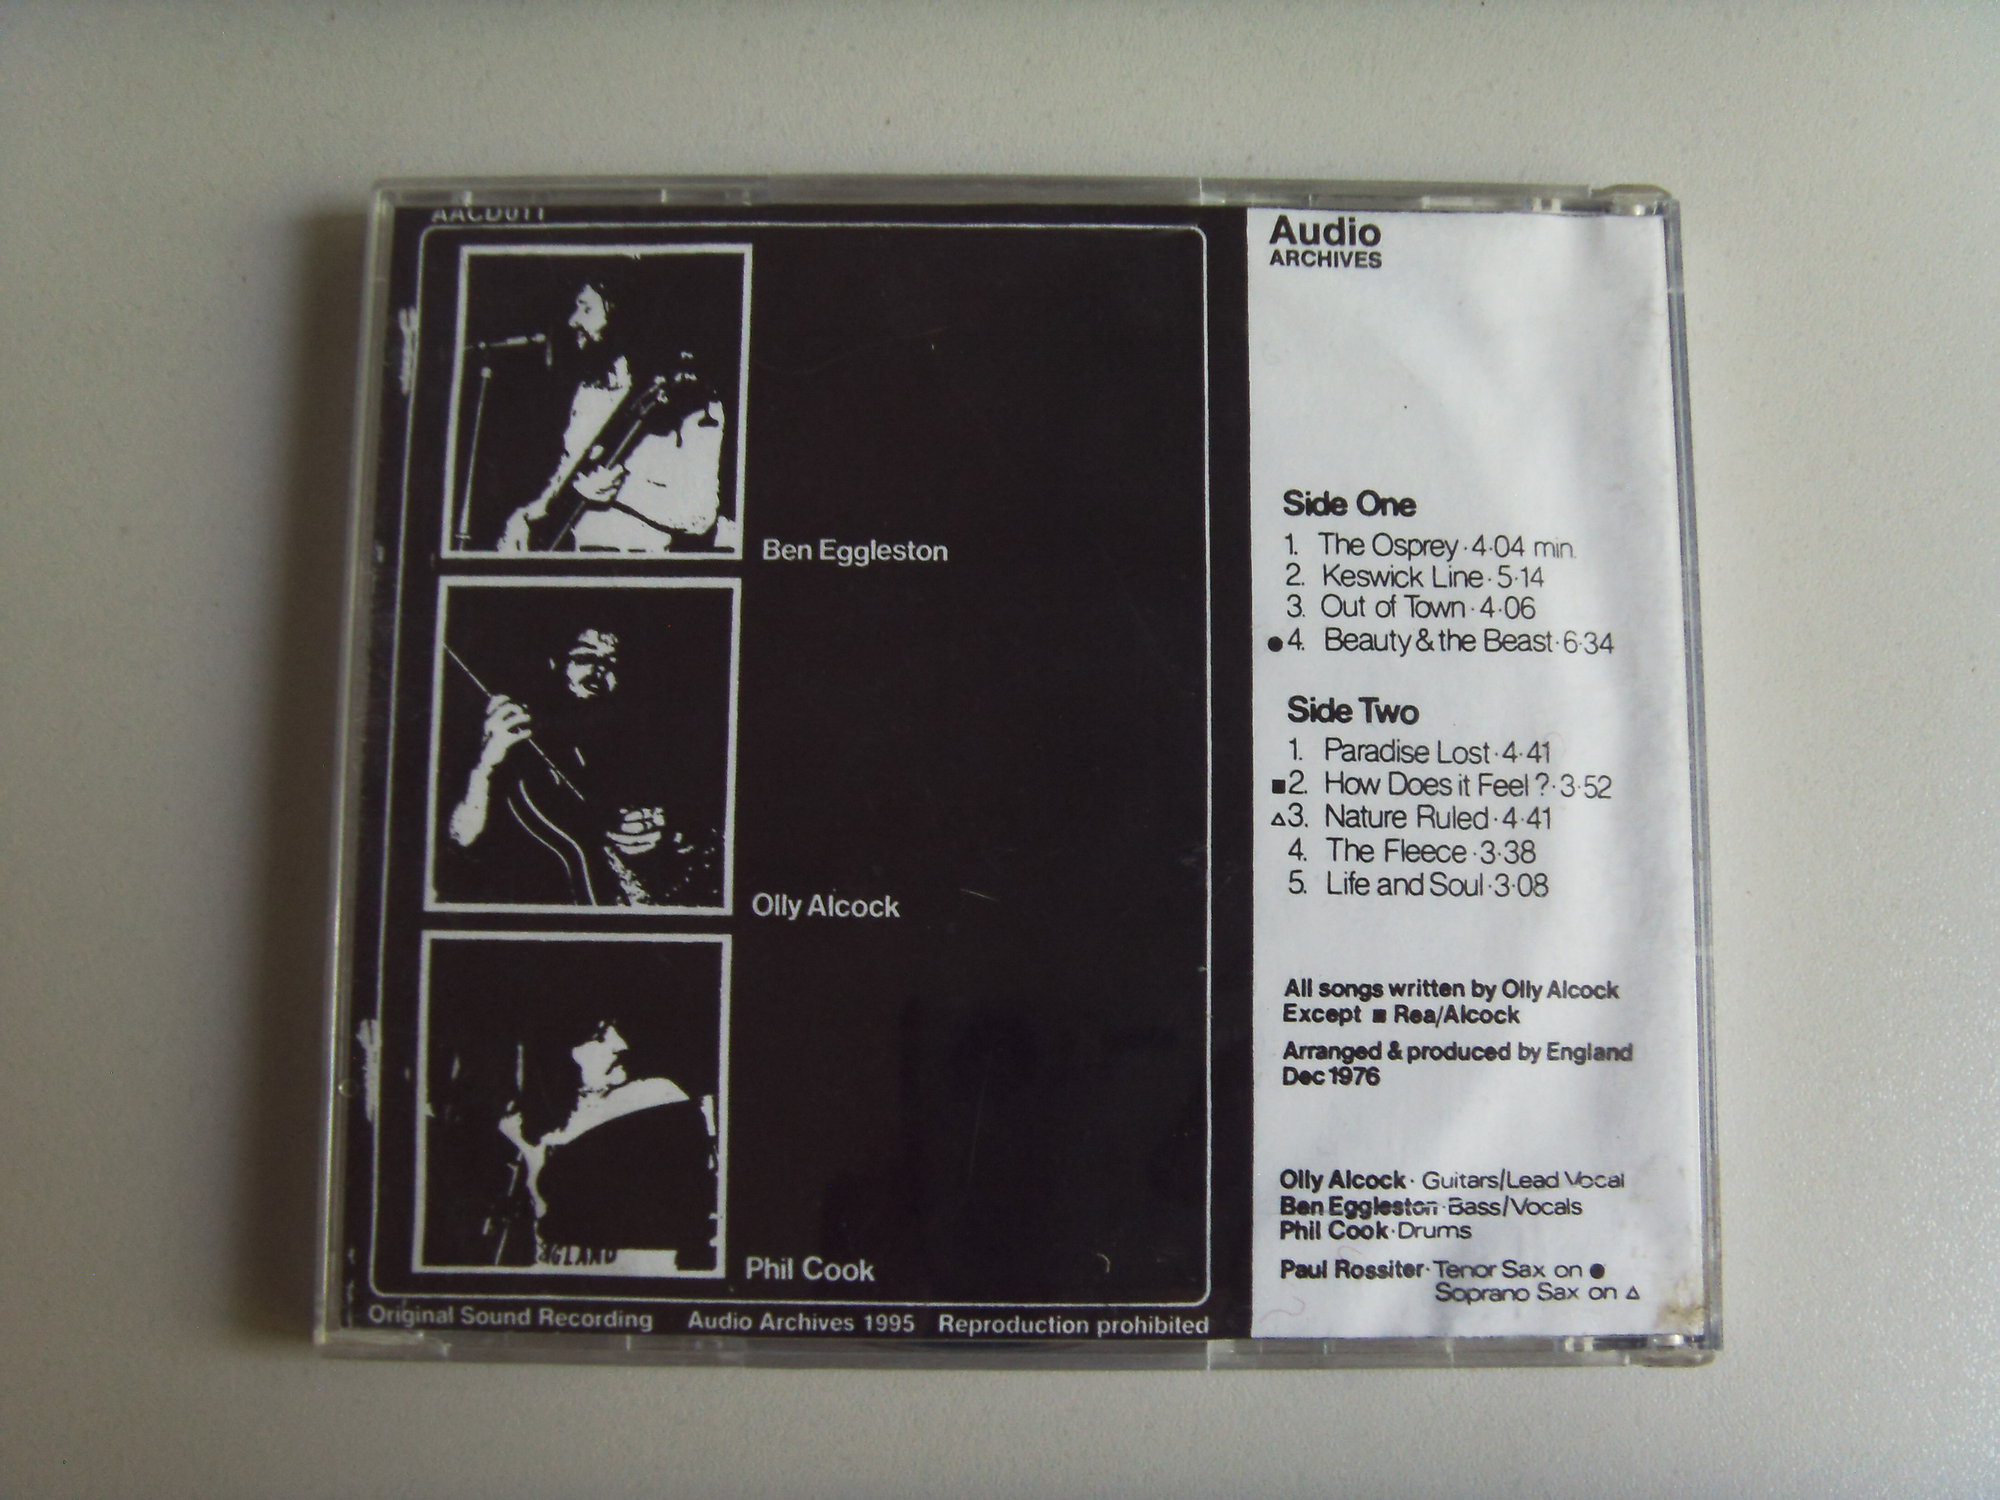 AACD011
Ben Eggleston
Olly Alcock
Phil Cook
Original Sound Recording Audio Archives 1995 Reproduction prohibited
Audio
ARCHIVES
Side One
1. The Osprey · 4·04 min.
2. Keswick Line · 5·14
3. Out of Town · 4·06
●4. Beauty & the Beast · 6·34
Side Two
1. Paradise Lost · 4·41
■2. How Does it Feel ? · 3·52
△3. Nature Ruled · 4·41
4. The Fleece · 3·38
5. Life and Soul · 3·08
All songs written by Olly Alcock
Except ■ Rea/Alcock
Arranged & produced by England
Dec 1976
Olly Alcock · Guitars/Lead Vocal
Ben Eggleston · Bass/Vocals
Phil Cook · Drums
Paul Rossiter · Tenor Sax on ●
Soprano Sax on △